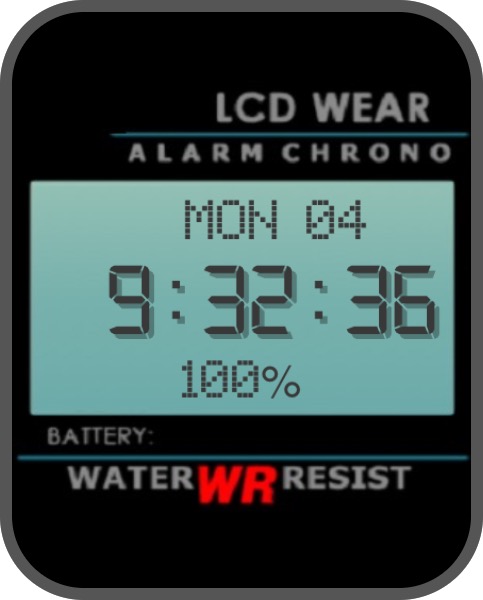 LCD WEAR
ALARM CHRONO
MON 04
9:32:36
100%
BATTERY:
WATER WR RESIST